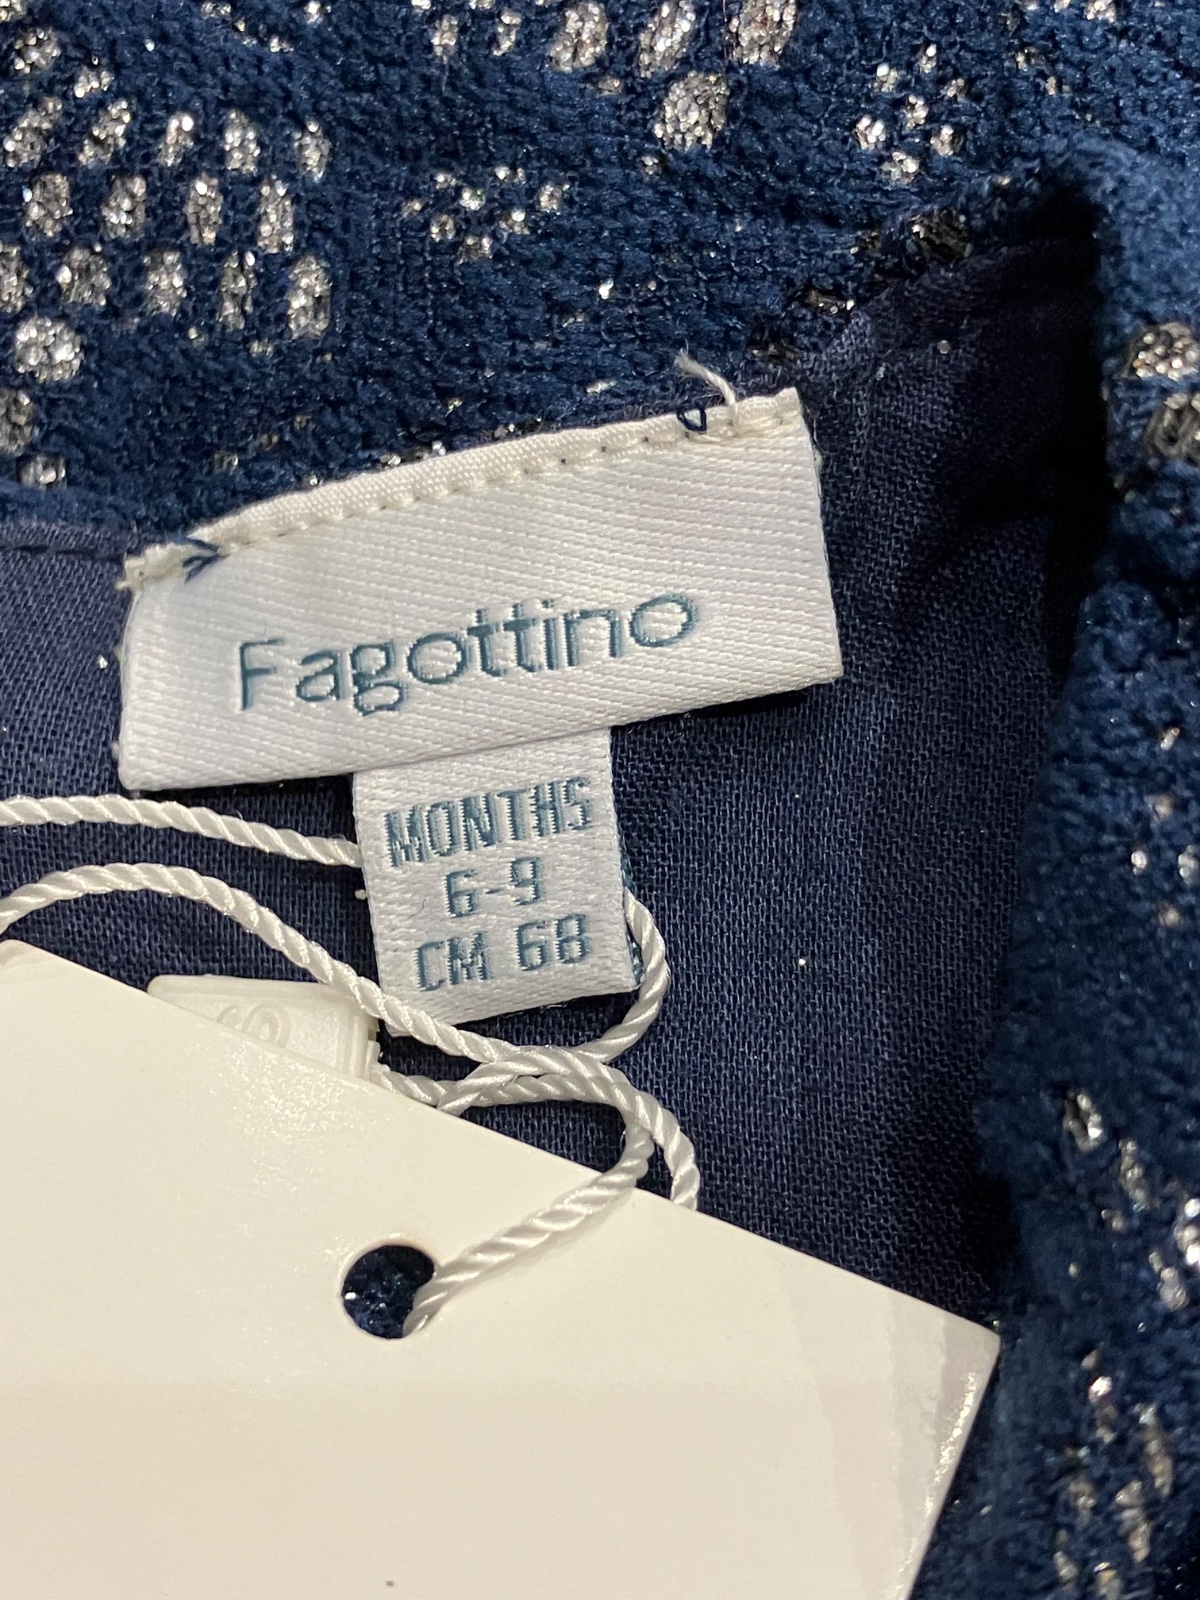 Fagottino
MONTHS
6-9
CM 68